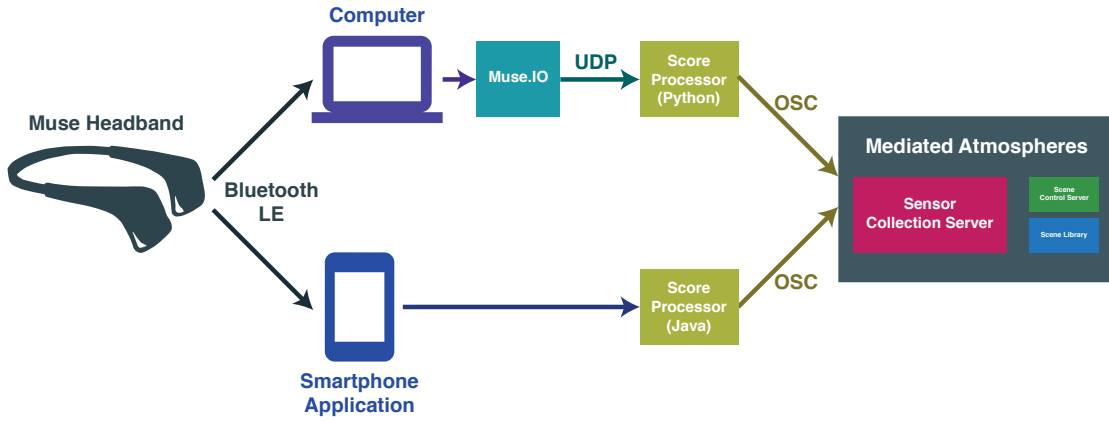 Computer
Muse.IO
UDP
Score
Processor
(Python)
OSC
Muse Headband
Bluetooth
LE
Mediated Atmospheres
Sensor
Collection Server
Scene
Control Server
Scene Library
Score
Processor
(Java)
OSC
Smartphone
Application